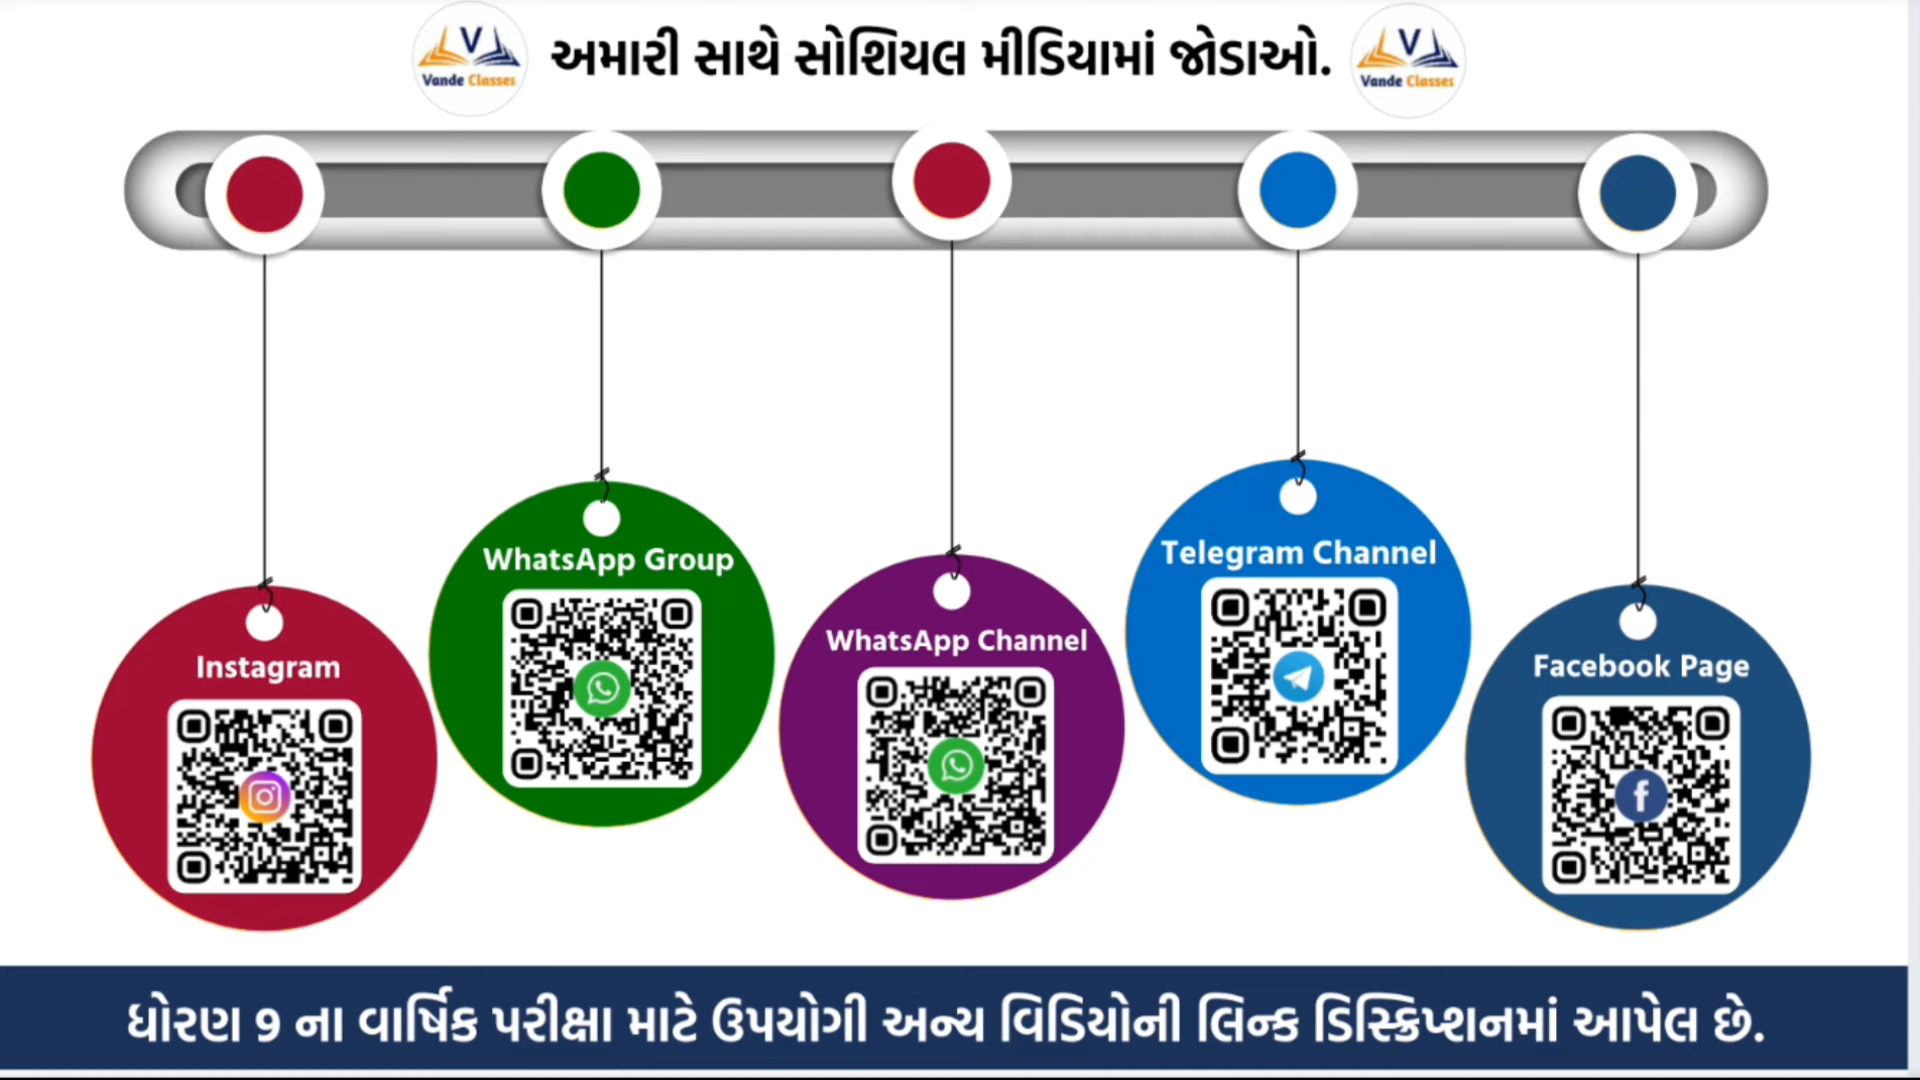 V
Vande Classes
અમારી સાથે સોશિયલ મીડિયામાં જોડાઓ.
V
Vande Classes
Instagram
WhatsApp Group
WhatsApp Channel
Telegram Channel
Facebook Page
ધોરણ 9 ના વાર્ષિક પરીક્ષા માટે ઉપયોગી અન્ય વિડિયોની લિન્ક ડિસ્ક્રિપ્શનમાં આપેલ છે.